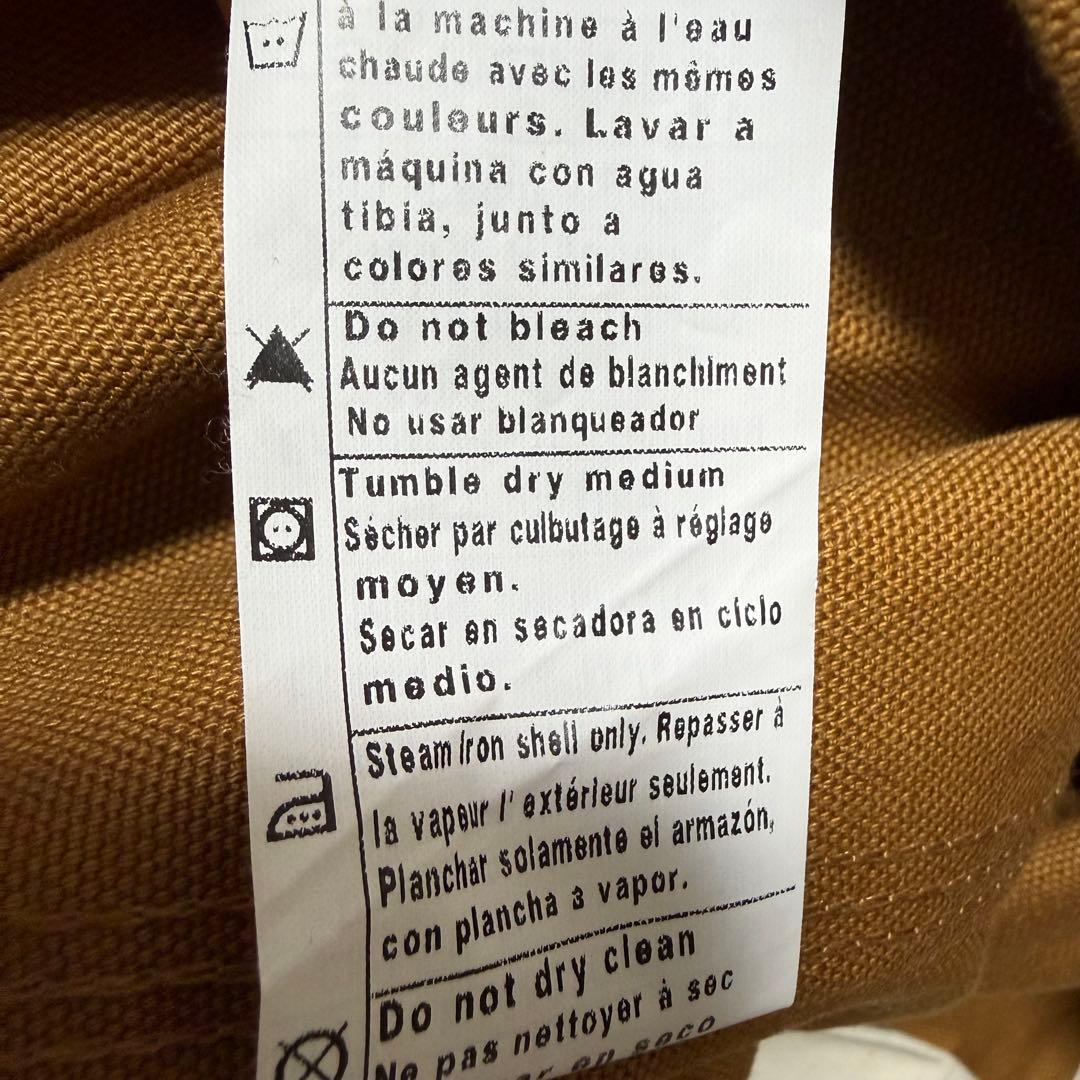 à la machine à l'eau
chaude avec les mêmes
couleurs. Lavar a
máquina con agua
tibia, junto a
colores similares.
Do not bleach
Aucun agent de blanchiment
No usar blanqueador
Tumble dry medium
Sécher par culbutage à réglage
moyen.
Secar en secadora en ciclo
medio.
Steam iron shell only. Repasser à
la vapeur l'extérieur seulement.
Planchar solamente el armazón,
con plancha a vapor.
Do not dry clean
Ne pas nettoyer à sec
en seco